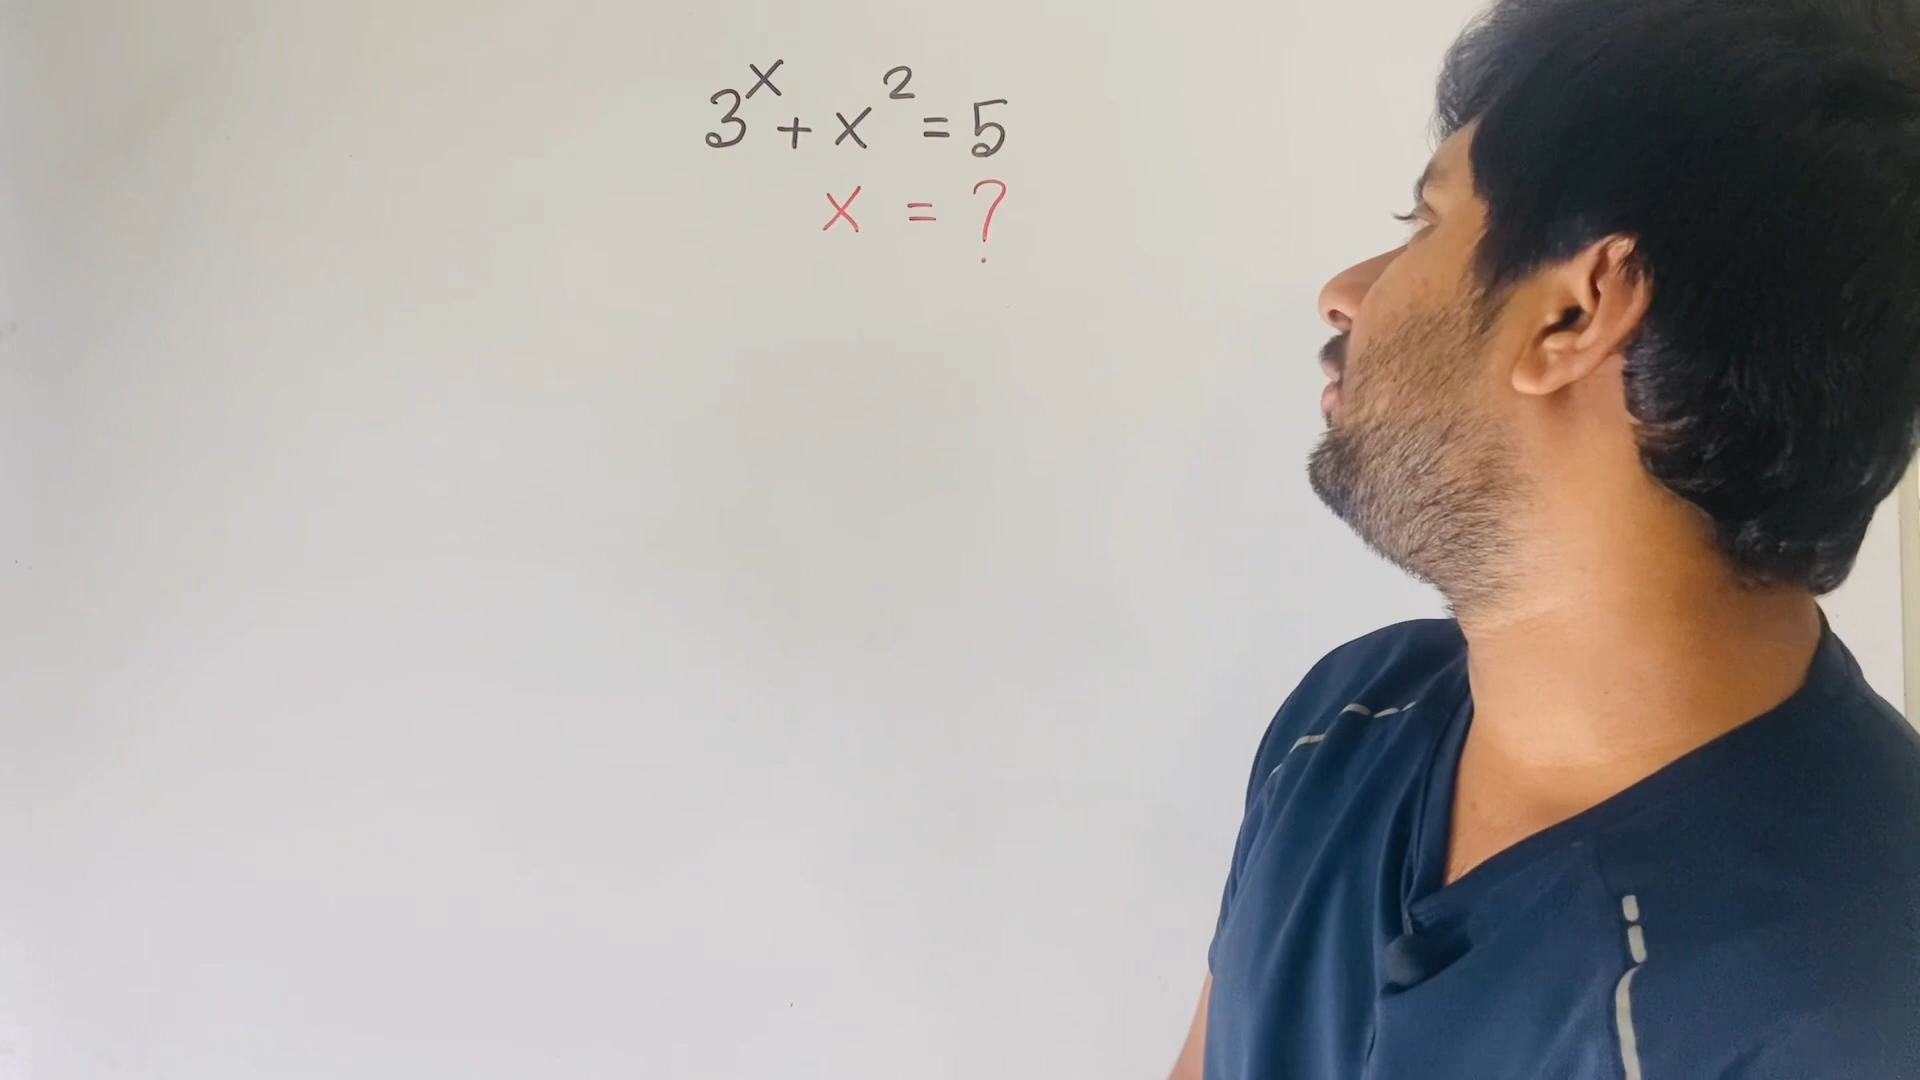 3^x + x^2 = 5
x = ?